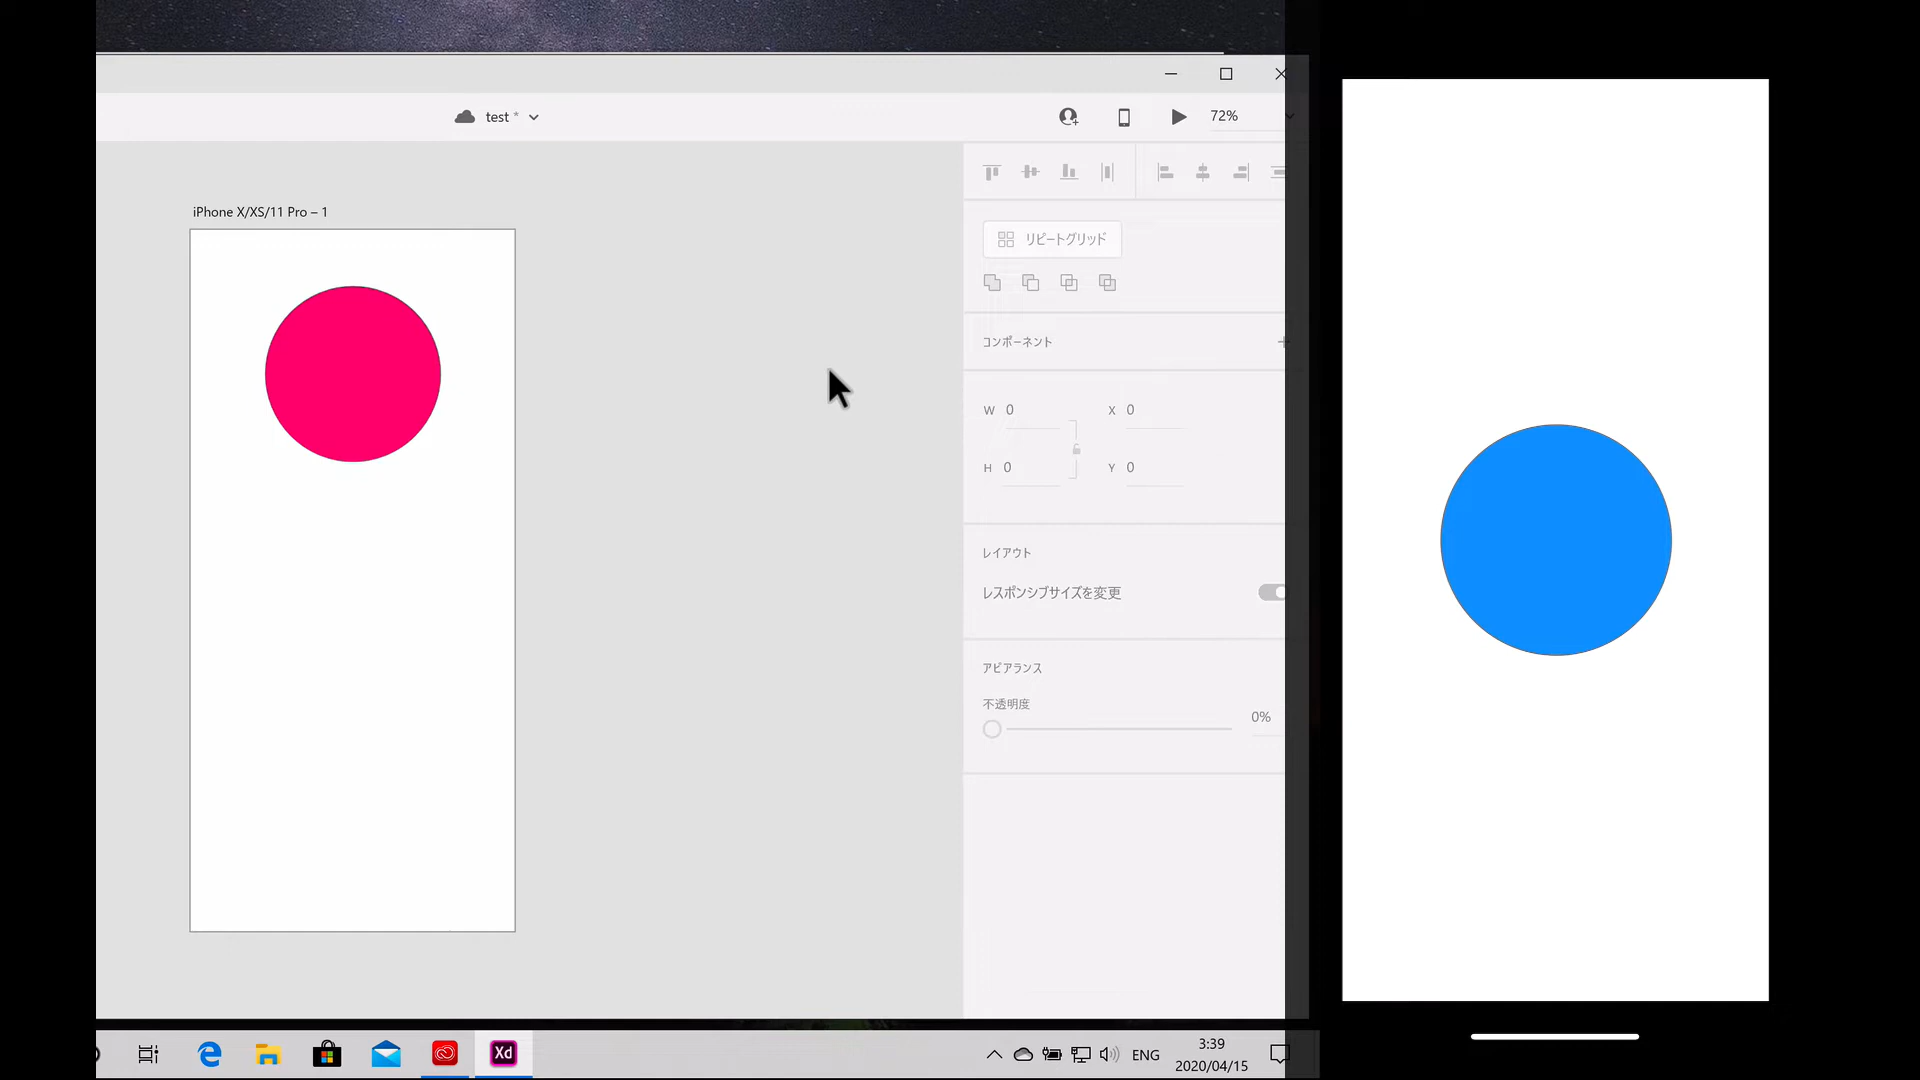 test *
72%
iPhone X/XS/11 Pro – 1
リピートグリッド
コンポーネント
W 0
X 0
H 0
Y 0
レイアウト
レスポンシブサイズを変更
アピアランス
不透明度
0%
Xd
ENG
3:39
2020/04/15